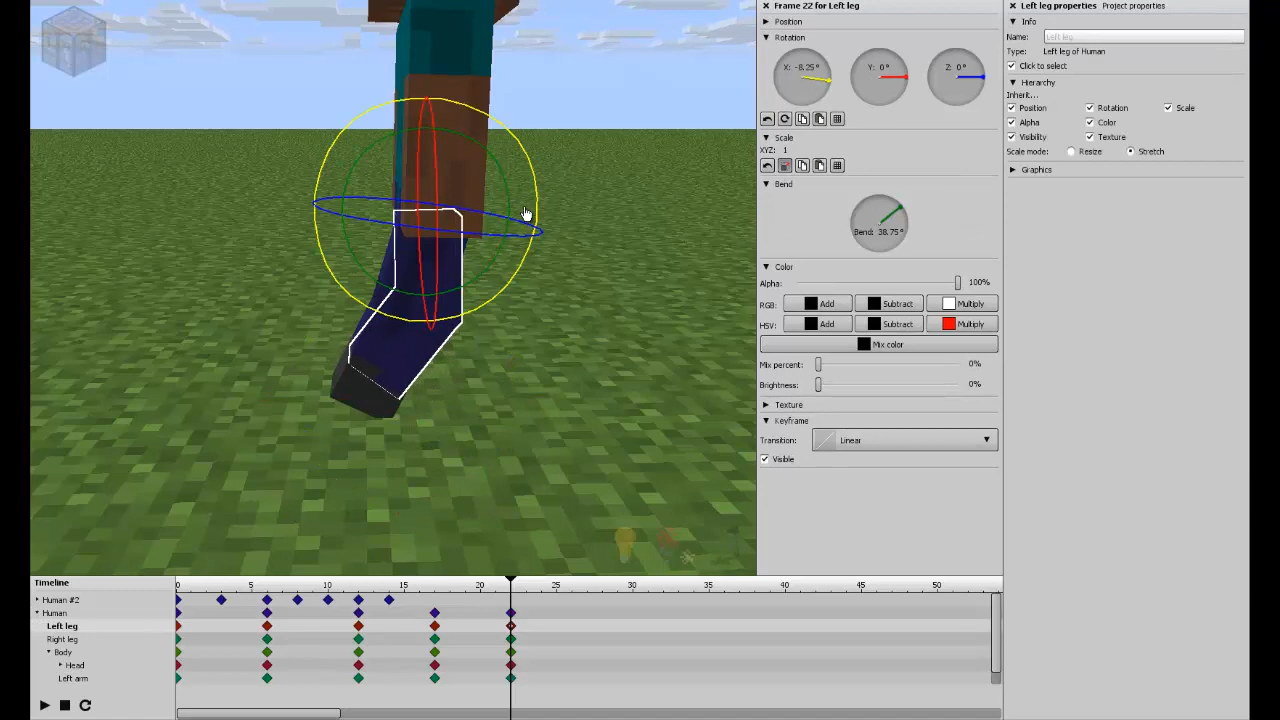 Frame 22 for Left leg
Position
Rotation
X: -8.25°
Y: 0°
Z: 0°
Scale
XYZ: 1
Bend
Bend: 38.75°
Color
Alpha:
100%
RGB:
Add
Subtract
Multiply
HSV:
Add
Subtract
Multiply
Mix color
Mix percent:
0%
Brightness:
0%
Texture
Keyframe
Transition:
Linear
Visible
Left leg properties
Project properties
Info
Name:
Left leg
Type:
Left leg of Human
Click to select
Hierarchy
Inherit...
Position
Rotation
Scale
Alpha
Color
Visibility
Texture
Scale mode:
Resize
Stretch
Graphics
Timeline
0
5
10
15
20
25
30
35
40
45
50
Human #2
Human
Left leg
Right leg
Body
Head
Left arm